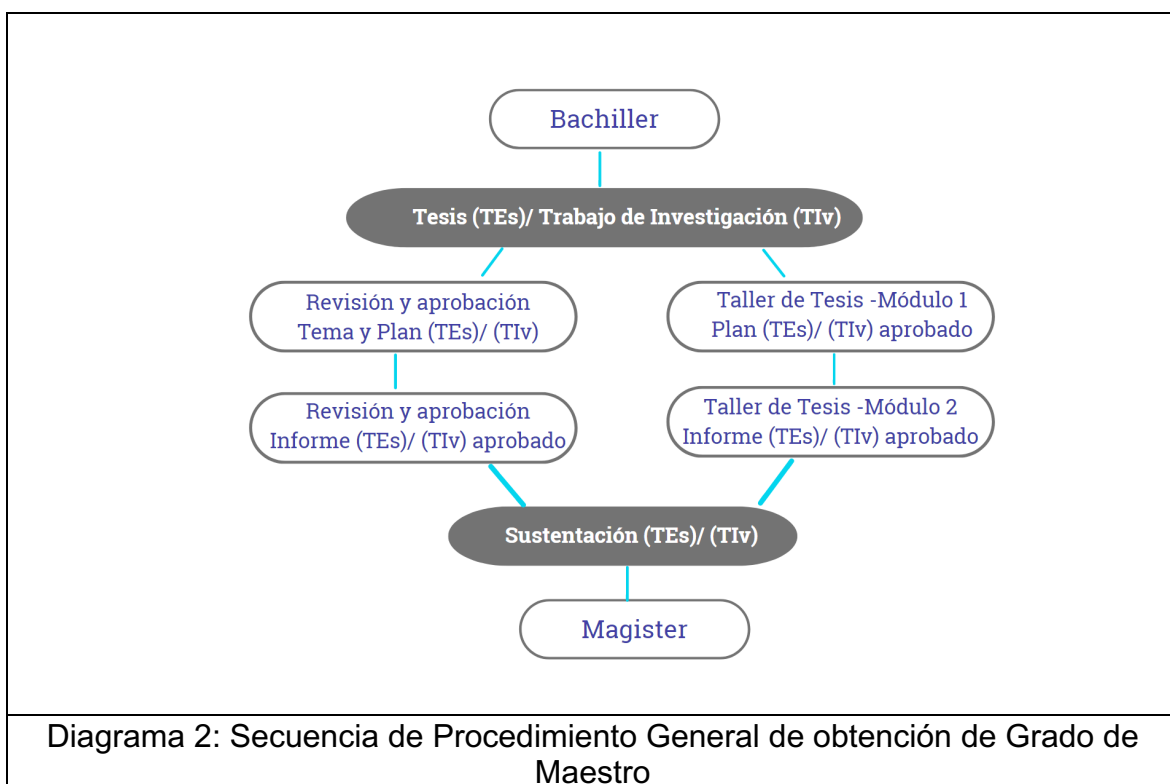 Bachiller
Tesis (TEs)/ Trabajo de Investigación (TIv)
Revisión y aprobación
Tema y Plan (TEs)/ (TIv)
Taller de Tesis -Módulo 1
Plan (TEs)/ (TIv) aprobado
Revisión y aprobación
Informe (TEs)/ (TIv) aprobado
Taller de Tesis -Módulo 2
Informe (TEs)/ (TIv) aprobado
Sustentación (TEs)/ (TIv)
Magister
Diagrama 2: Secuencia de Procedimiento General de obtención de Grado de
Maestro